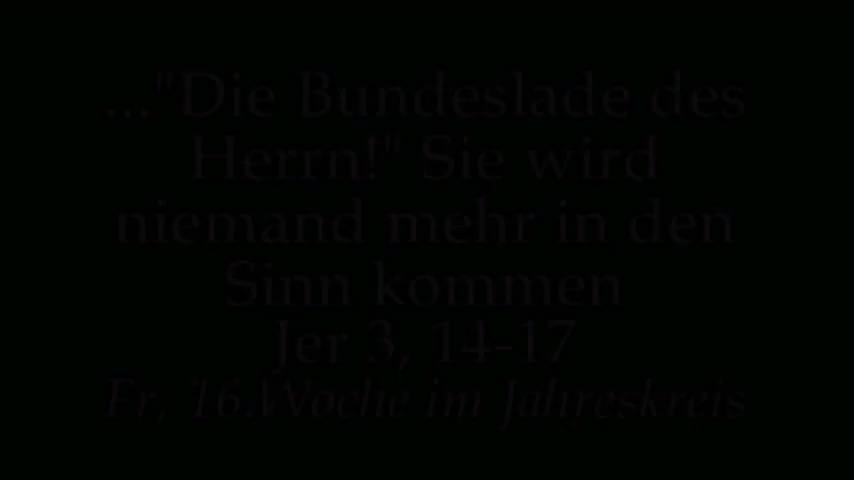 ..."Die Bundeslade des
Herrn!" Sie wird
niemand mehr in den
Sinn kommen
Jer 3, 14-17
Fr, 16.Woche im Jahreskreis